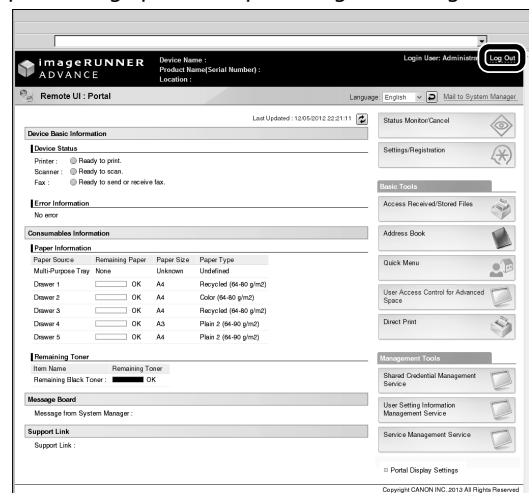 imageRUNNER
ADVANCE
Device Name :
Product Name(Serial Number) :
Location :
Login User: Administra
Log Out
Remote UI : Portal
Language: English
Mail to System Manager
Last Updated : 12/05/2012 22:21:11
Device Basic Information
Device Status
Printer : Ready to print.
Scanner : Ready to scan.
Fax : Ready to send or receive fax.
Error Information
No error
Consumables Information
Paper Information
Paper Source Remaining Paper Paper Size Paper Type
Multi-Purpose Tray None Unknown Undefined
Drawer 1 OK A4 Recycled (64-80 g/m2)
Drawer 2 OK A4 Color (64-80 g/m2)
Drawer 3 OK A4 Recycled (64-80 g/m2)
Drawer 4 OK A3 Plain 2 (64-90 g/m2)
Drawer 5 OK A4 Plain 2 (64-90 g/m2)
Remaining Toner
Item Name Remaining Toner
Remaining Black Toner : OK
Message Board
Message from System Manager :
Support Link
Support Link :
Status Monitor/Cancel
Settings/Registration
Basic Tools
Access Received/Stored Files
Address Book
Quick Menu
User Access Control for Advanced
Space
Direct Print
Management Tools
Shared Credential Management
Service
User Setting Information
Management Service
Service Management Service
Portal Display Settings
Copyright CANON INC. 2013 All Rights Reserved